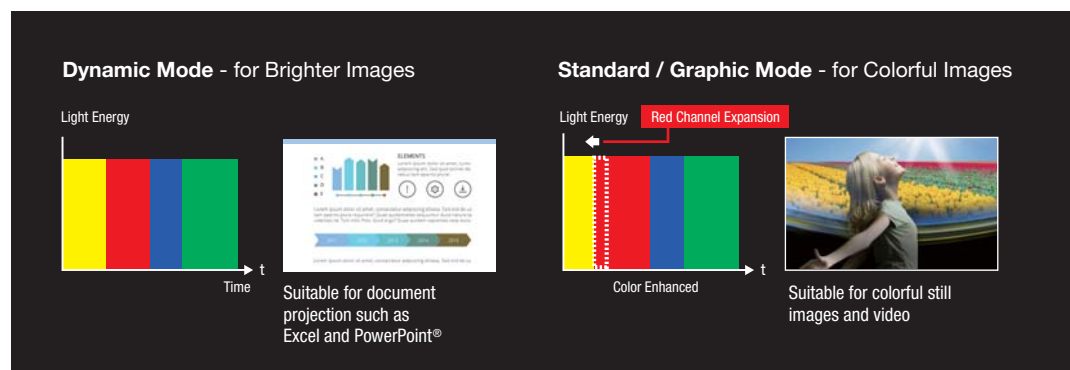 Dynamic Mode - for Brighter Images
Light Energy
t
Time
ELEMENTS
Suitable for document
projection such as
Excel and PowerPoint®
Standard / Graphic Mode - for Colorful Images
Light Energy
Red Channel Expansion
t
Color Enhanced
Suitable for colorful still
images and video